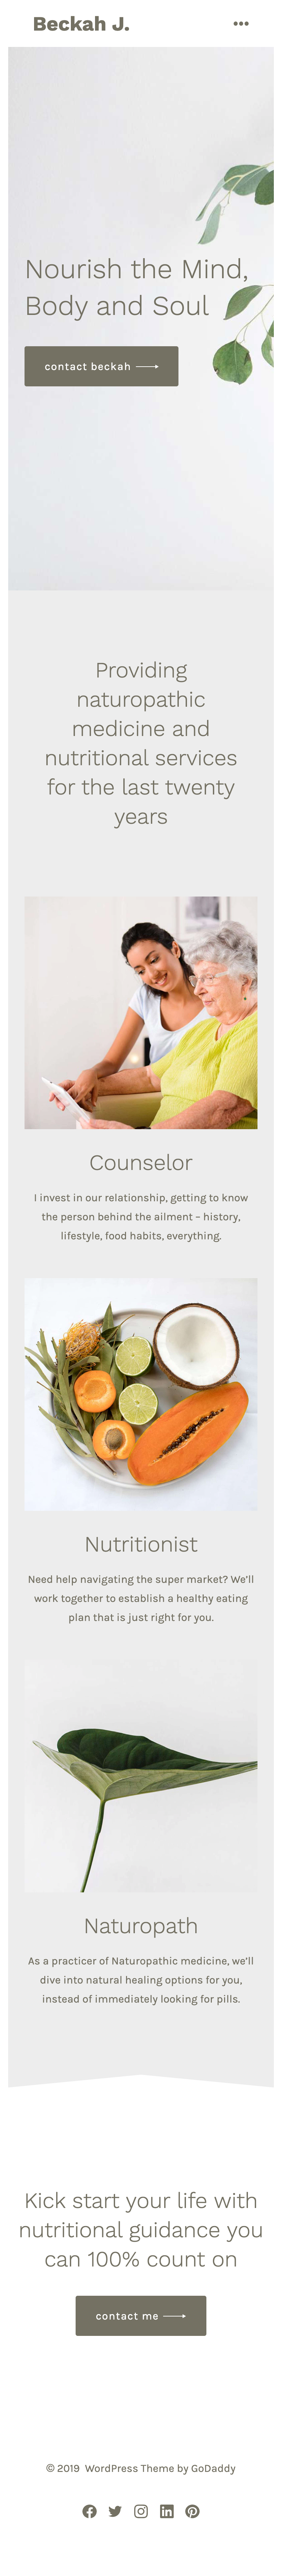 Beckah J.
Nourish the Mind,
Body and Soul
contact beckah
Providing
naturopathic
medicine and
nutritional services
for the last twenty
years
Counselor
I invest in our relationship, getting to know
the person behind the ailment – history,
lifestyle, food habits, everything.
Nutritionist
Need help navigating the super market? We’ll
work together to establish a healthy eating
plan that is just right for you.
Naturopath
As a practicer of Naturopathic medicine, we’ll
dive into natural healing options for you,
instead of immediately looking for pills.
Kick start your life with
nutritional guidance you
can 100% count on
contact me
© 2019  WordPress Theme by GoDaddy